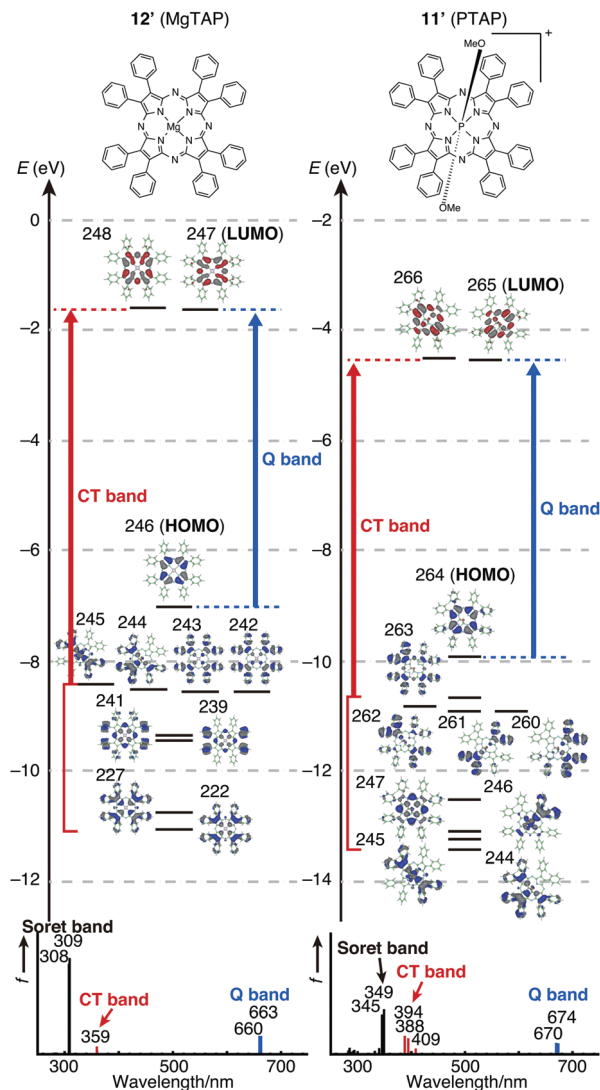 12' (MgTAP)
11' (PTAP)
MeO
+
N
N
N
N
N
Mg
N
N
N
N
N
N
N
N
P
N
N
N
OMe
E (eV)
E (eV)
0
248
247 (LUMO)
−2
CT band
Q band
−4
246 (HOMO)
−6
245
244
243
242
−8
241
239
−10
227
222
−12
−2
266
265 (LUMO)
−4
CT band
Q band
−6
264 (HOMO)
−8
263
−10
262
261
260
−12
247
246
245
244
−14
Soret band
309
308
f
CT band
359
Q band
663
660
300
500
700
Wavelength/nm
Soret band
f
349
345
CT band
394
388
409
Q band
674
670
300
500
700
Wavelength/nm